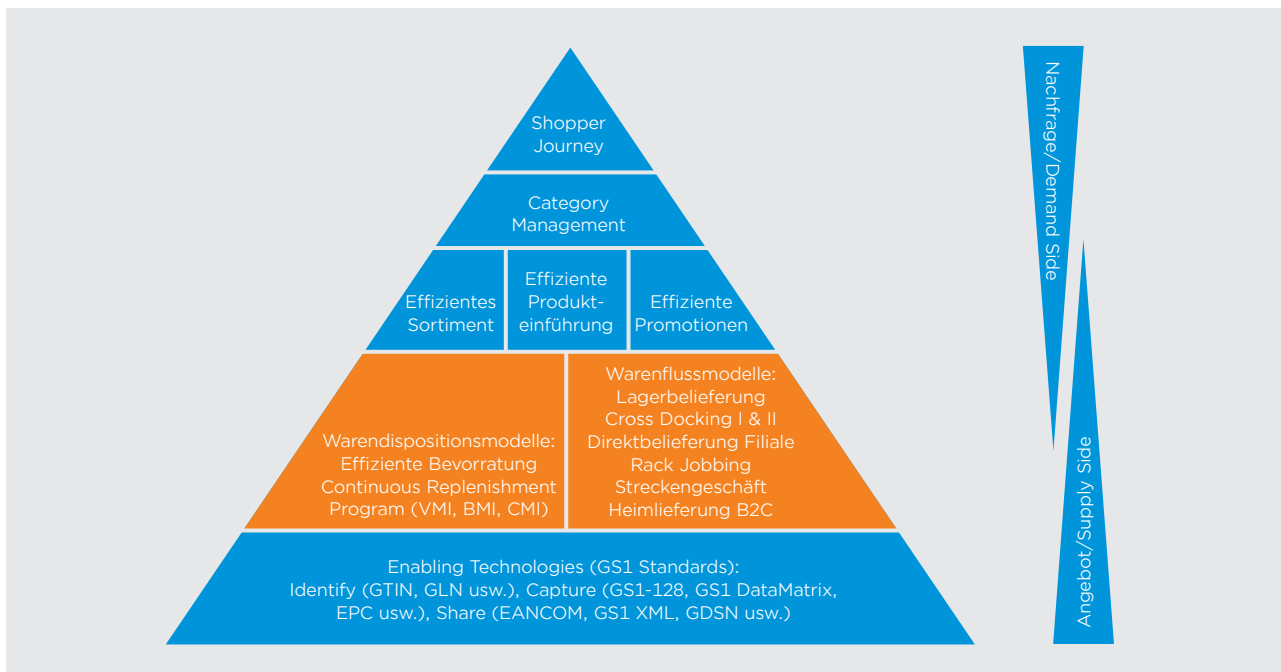 Shopper
Journey
Category
Management
Effizientes
Sortiment
Effiziente
Produkt-
einführung
Effiziente
Promotionen
Warendispositionsmodelle:
Effiziente Bevorratung
Continuous Replenishment
Program (VMI, BMI, CMI)
Warenflussmodelle:
Lagerbelieferung
Cross Docking I & II
Direktbelieferung Filiale
Rack Jobbing
Streckengeschäft
Heimlieferung B2C
Enabling Technologies (GS1 Standards):
Identify (GTIN, GLN usw.), Capture (GS1-128, GS1 DataMatrix,
EPC usw.), Share (EANCOM, GS1 XML, GDSN usw.)
Nachfrage/Demand Side
Angebot/Supply Side